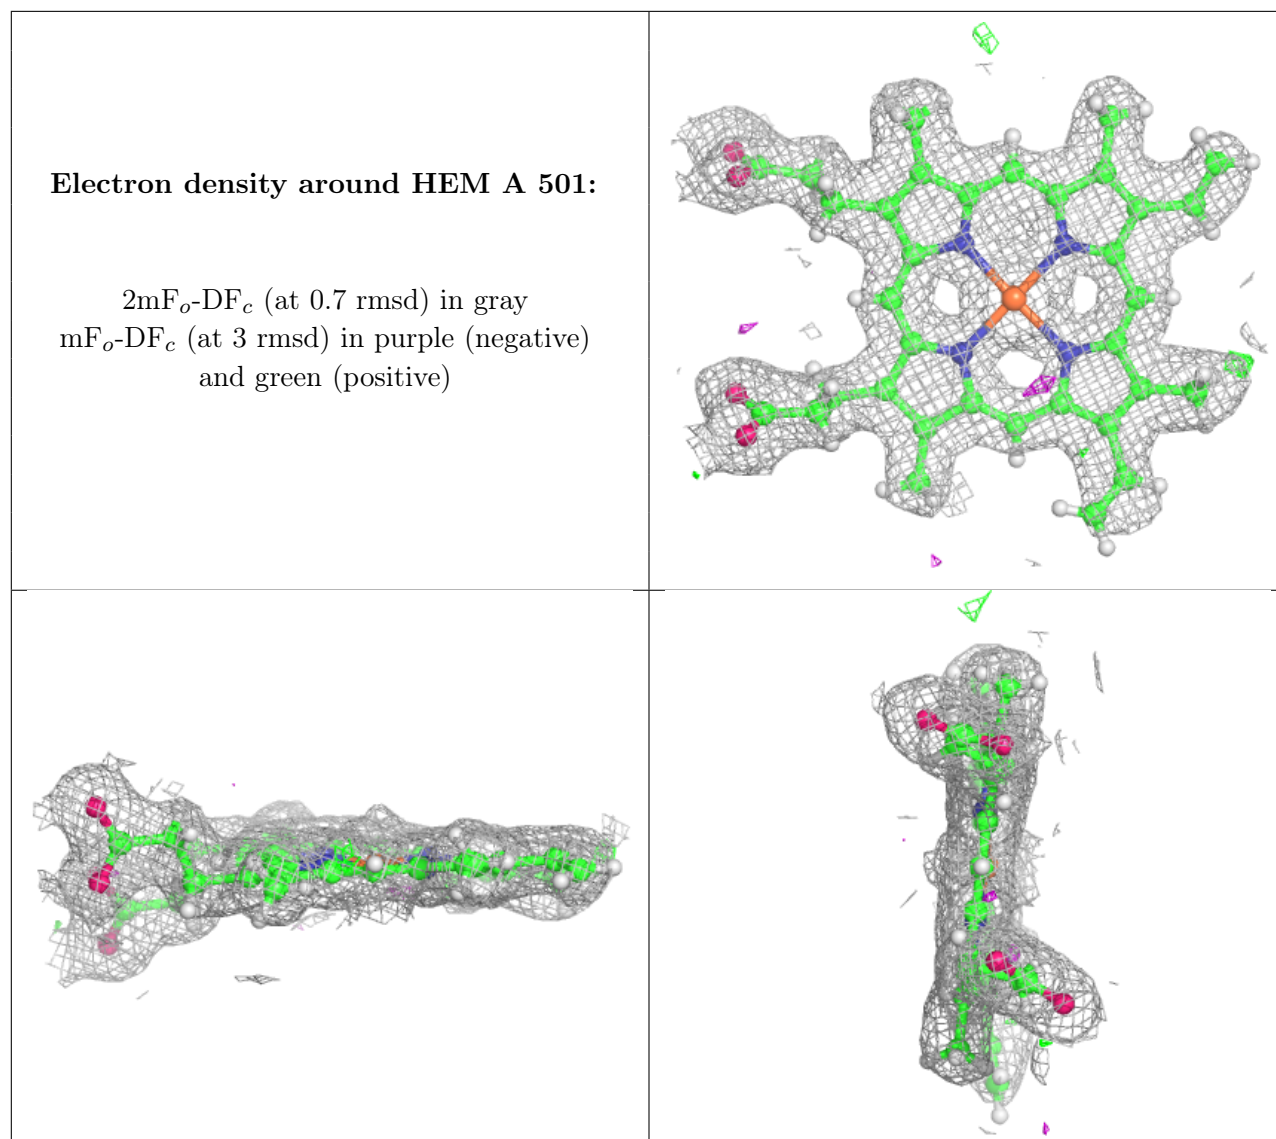 Electron density around HEM A 501:
2mFo-DFc (at 0.7 rmsd) in gray
mFo-DFc (at 3 rmsd) in purple (negative)
and green (positive)